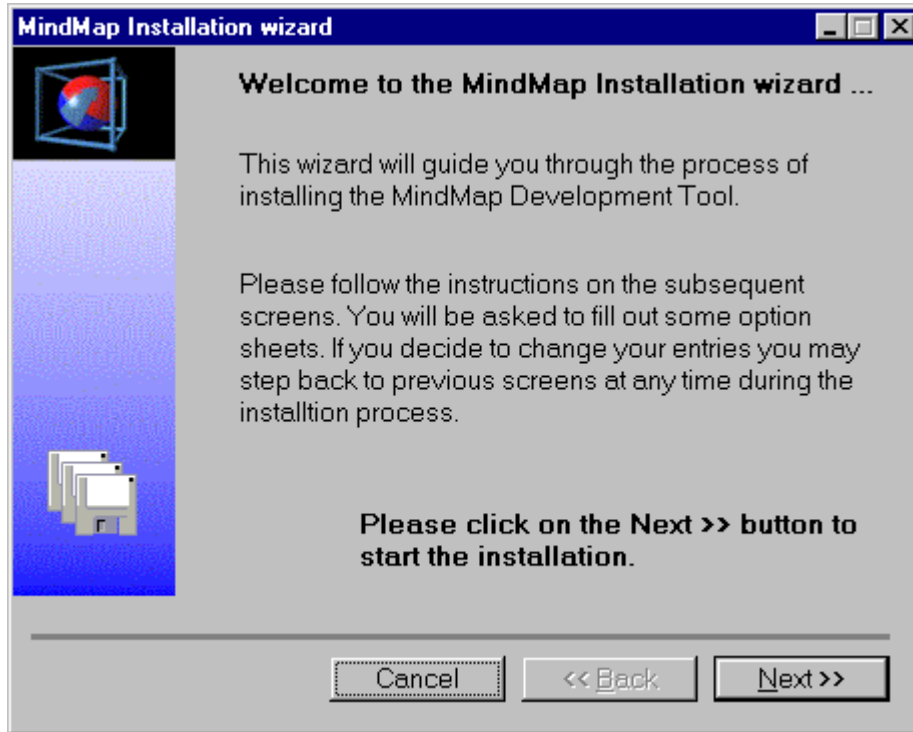 MindMap Installation wizard
Welcome to the MindMap Installation wizard ...
This wizard will guide you through the process of
installing the MindMap Development Tool.
Please follow the instructions on the subsequent
screens. You will be asked to fill out some option
sheets. If you decide to change your entries you may
step back to previous screens at any time during the
installtion process.
Please click on the Next >> button to
start the installation.
Cancel
<< Back
Next >>